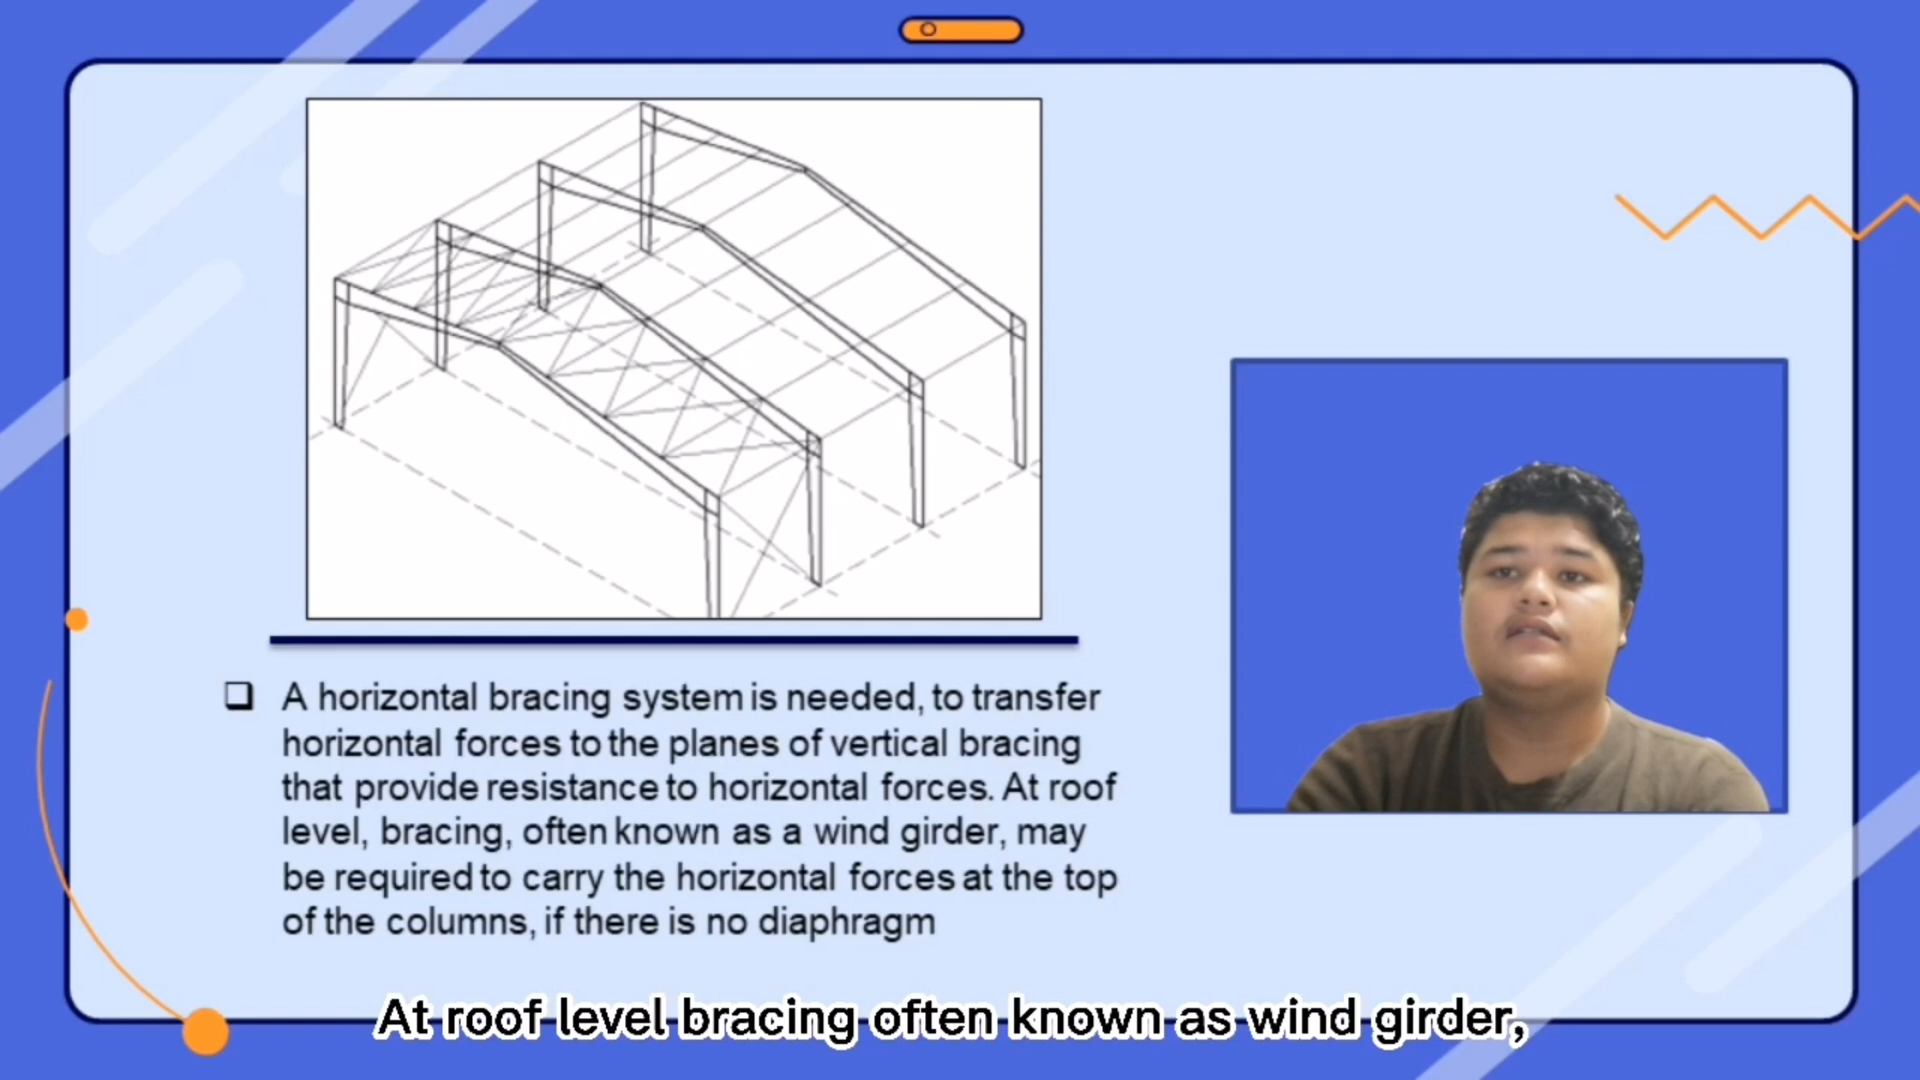 ❑ A horizontal bracing system is needed, to transfer
horizontal forces to the planes of vertical bracing
that provide resistance to horizontal forces. At roof
level, bracing, often known as a wind girder, may
be required to carry the horizontal forces at the top
of the columns, if there is no diaphragm
At roof level bracing often known as wind girder,